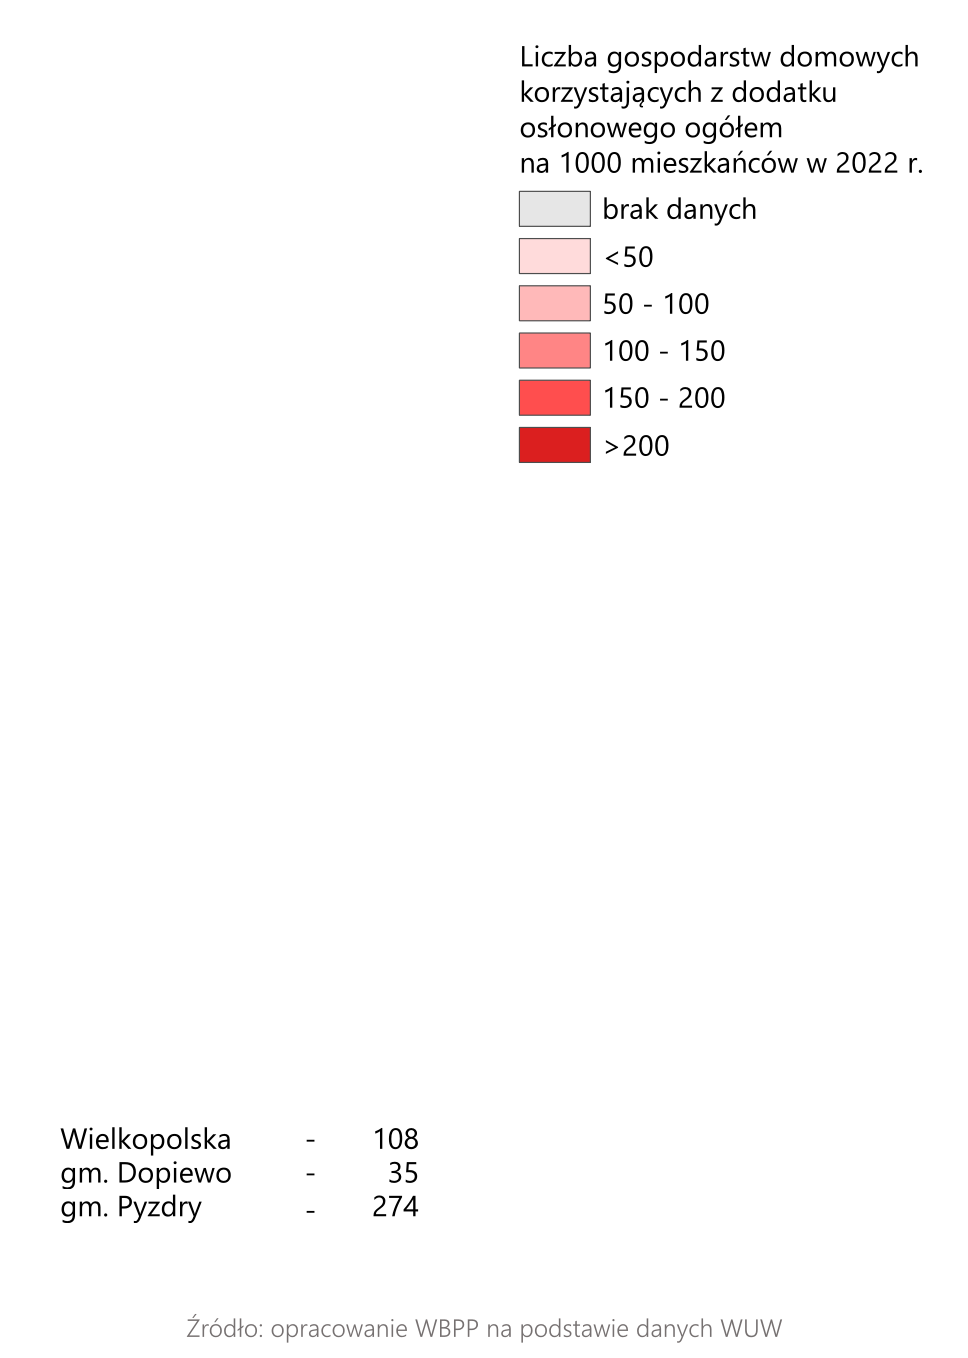 Liczba gospodarstw domowych
korzystających z dodatku
osłonowego ogółem
na 1000 mieszkańców w 2022 r.
brak danych
<50
50 - 100
100 - 150
150 - 200
>200
Wielkopolska - 108
gm. Dopiewo - 35
gm. Pyzdry - 274
Źródło: opracowanie WBPP na podstawie danych WUW